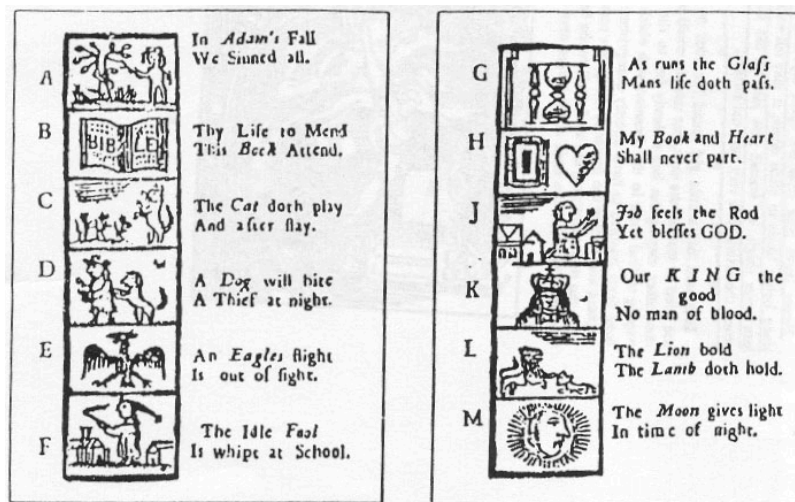 A
In Adam's Fall
We Sinned all.
B
Thy Life to Mend
This Book Attend.
BIB LE
C
The Cat doth play
And after slay.
D
A Dog will bite
A Thief at night.
E
An Eagles flight
Is out of sight.
F
The Idle Fool
Is whipt at School.
G
As runs the Glass
Mans life doth pass.
H
My Book and Heart
Shall never part.
J
Job feels the Rod
Yet blesses GOD.
K
Our KING the
good
No man of blood.
L
The Lion bold
The Lamb doth hold.
M
The Moon gives light
In time of night.